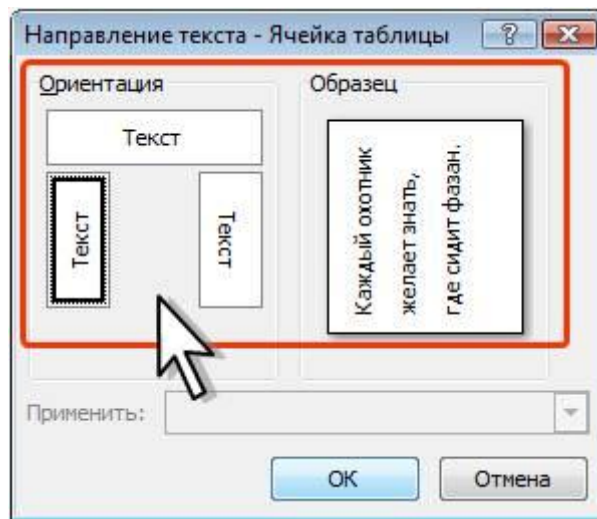 Направление текста - Ячейка таблицы
Ориентация
Образец
Текст
Текст
Текст
Каждый охотник
желает знать,
где сидит фазан.
Применить:
ОК
Отмена